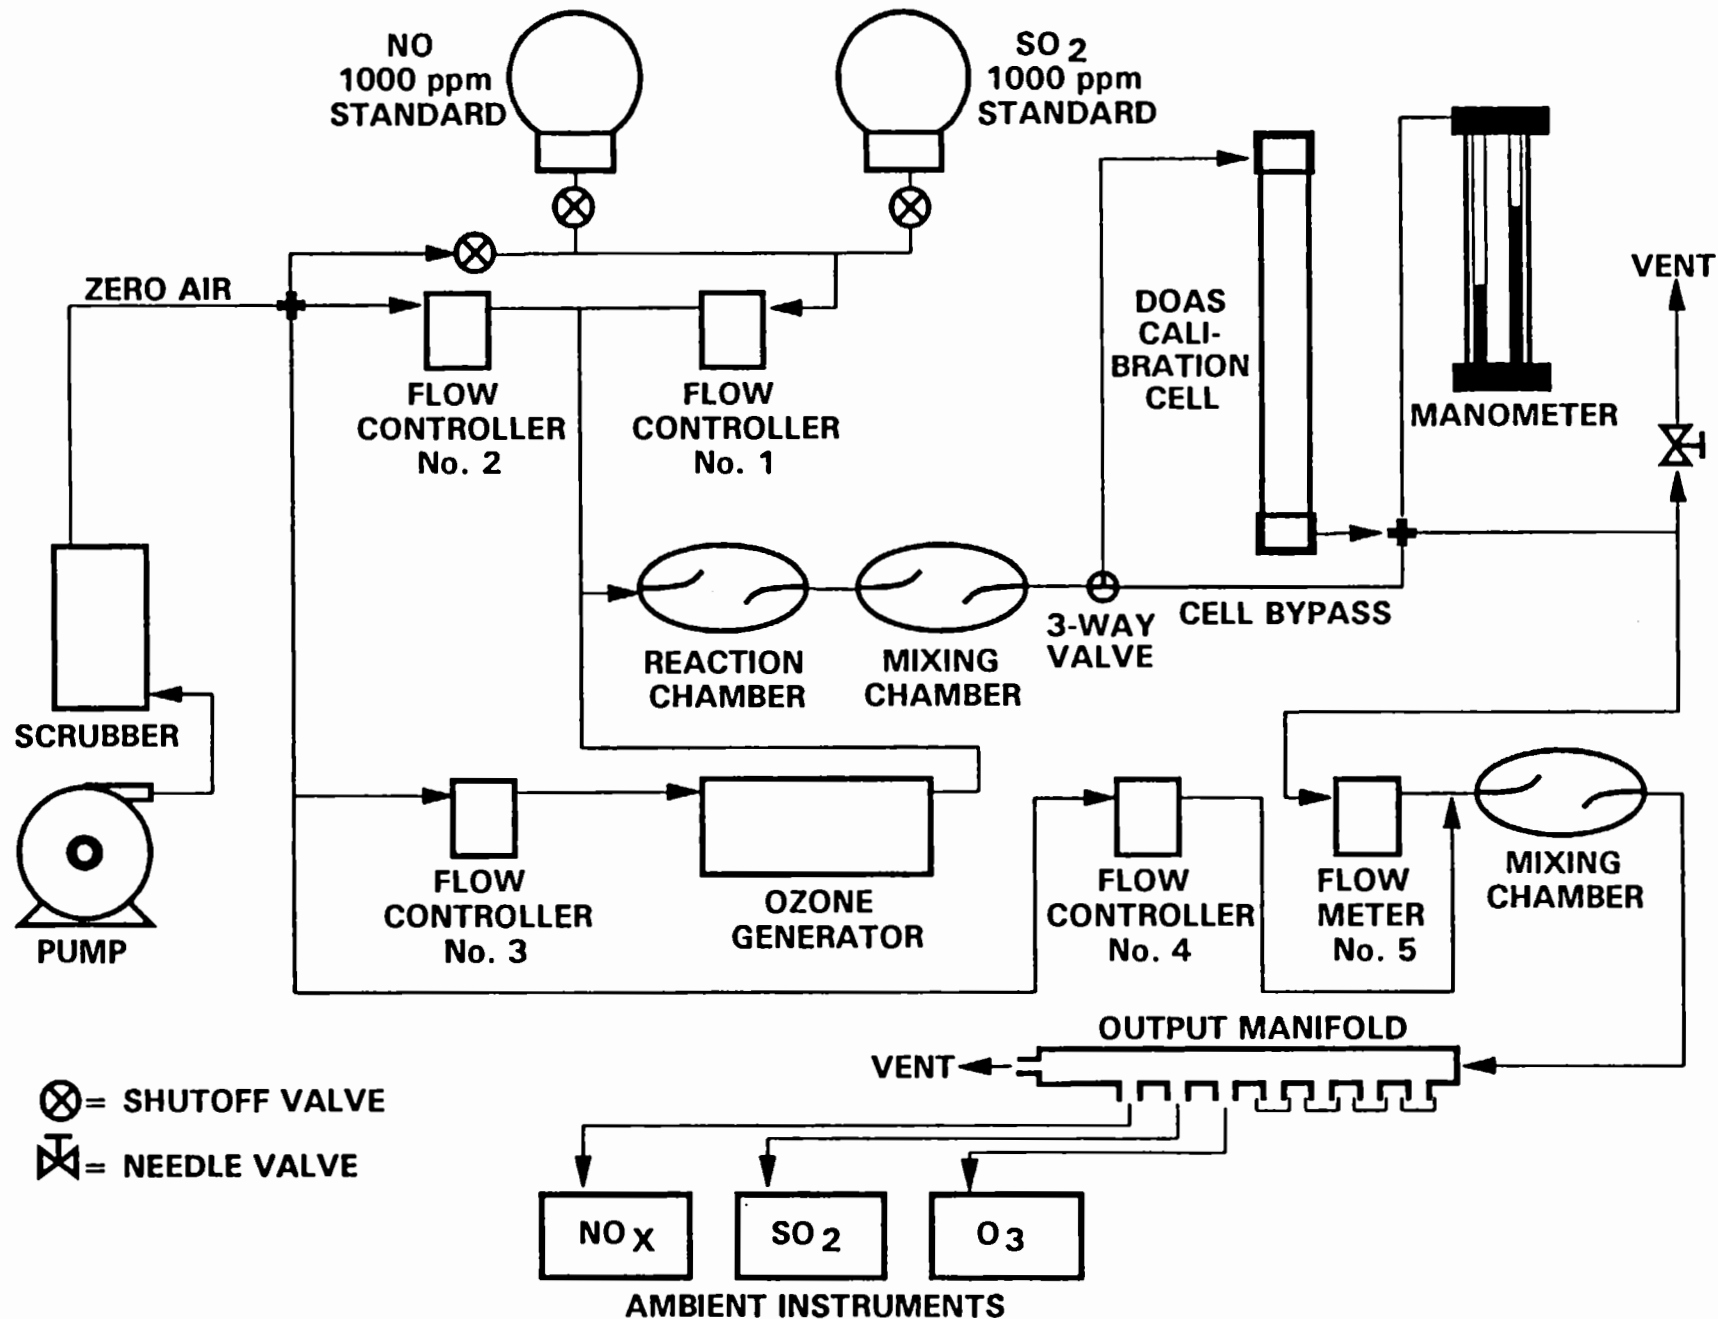 NO
1000 ppm
STANDARD
SO2
1000 ppm
STANDARD
ZERO AIR
FLOW
CONTROLLER
No. 2
FLOW
CONTROLLER
No. 1
DOAS
CALI-
BRATION
CELL
MANOMETER
VENT
SCRUBBER
PUMP
REACTION
CHAMBER
MIXING
CHAMBER
3-WAY
VALVE
CELL BYPASS
FLOW
CONTROLLER
No. 3
OZONE
GENERATOR
FLOW
CONTROLLER
No. 4
FLOW
METER
No. 5
MIXING
CHAMBER
OUTPUT MANIFOLD
VENT
= SHUTOFF VALVE
= NEEDLE VALVE
NOX
SO2
O3
AMBIENT INSTRUMENTS